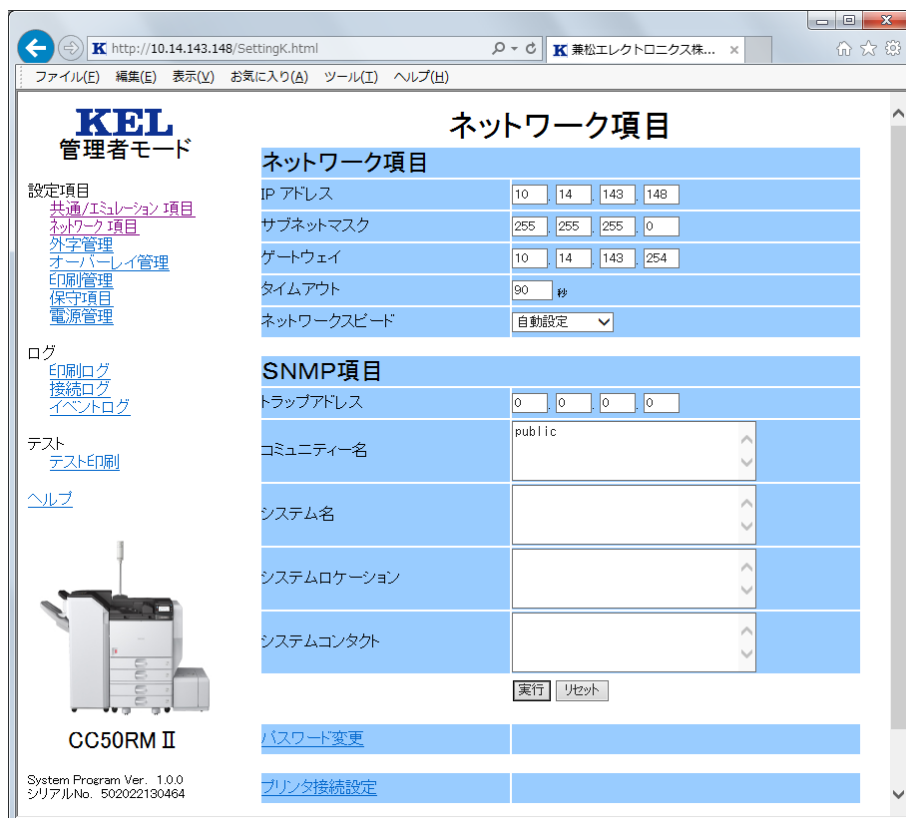 http://10.14.143.148/SettingK.html
兼松エレクトロニクス株...
ファイル(F) 編集(E) 表示(V) お気に入り(A) ツール(T) ヘルプ(H)
KEL
管理者モード
設定項目
共通/エミュレーション 項目
ネットワーク 項目
外字管理
オーバーレイ管理
印刷管理
保守項目
電源管理
ログ
印刷ログ
接続ログ
イベントログ
テスト
テスト印刷
ヘルプ
CC50RM II
System Program Ver. 1.0.0
シリアルNo. 502022130464
ネットワーク項目
ネットワーク項目
IP アドレス 10 . 14 . 143 . 148
サブネットマスク 255 . 255 . 255 . 0
ゲートウェイ 10 . 14 . 143 . 254
タイムアウト 90 秒
ネットワークスピード 自動設定
SNMP項目
トラップアドレス 0 . 0 . 0 . 0
コミュニティー名 public
システム名
システムロケーション
システムコンタクト
実行 リセット
パスワード変更
プリンタ接続設定